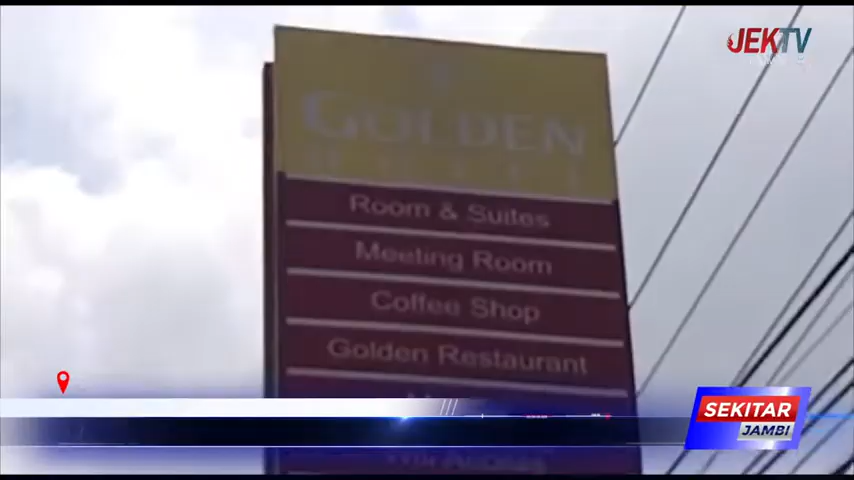 JEKTV
GOLDEN
Room & Suites
Meeting Room
Coffee Shop
Golden Restaurant
SEKITAR
JAMBI